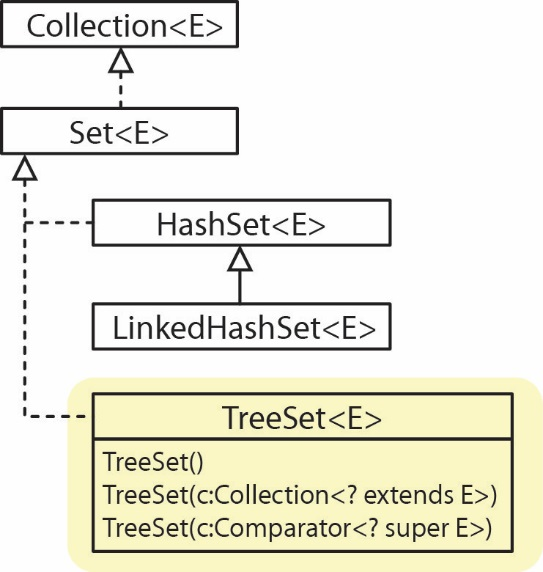 Collection<E>
Set<E>
HashSet<E>
LinkedHashSet<E>
TreeSet<E>
TreeSet()
TreeSet(c:Collection<? extends E>)
TreeSet(c:Comparator<? super E>)